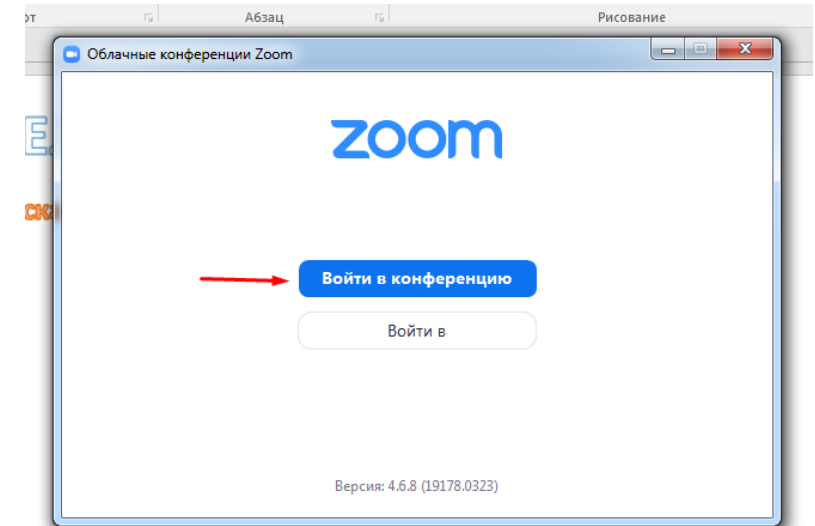 Абзац
Рисование
Облачные конференции Zoom
zoom
Войти в конференцию
Войти в
Версия: 4.6.8 (19178.0323)